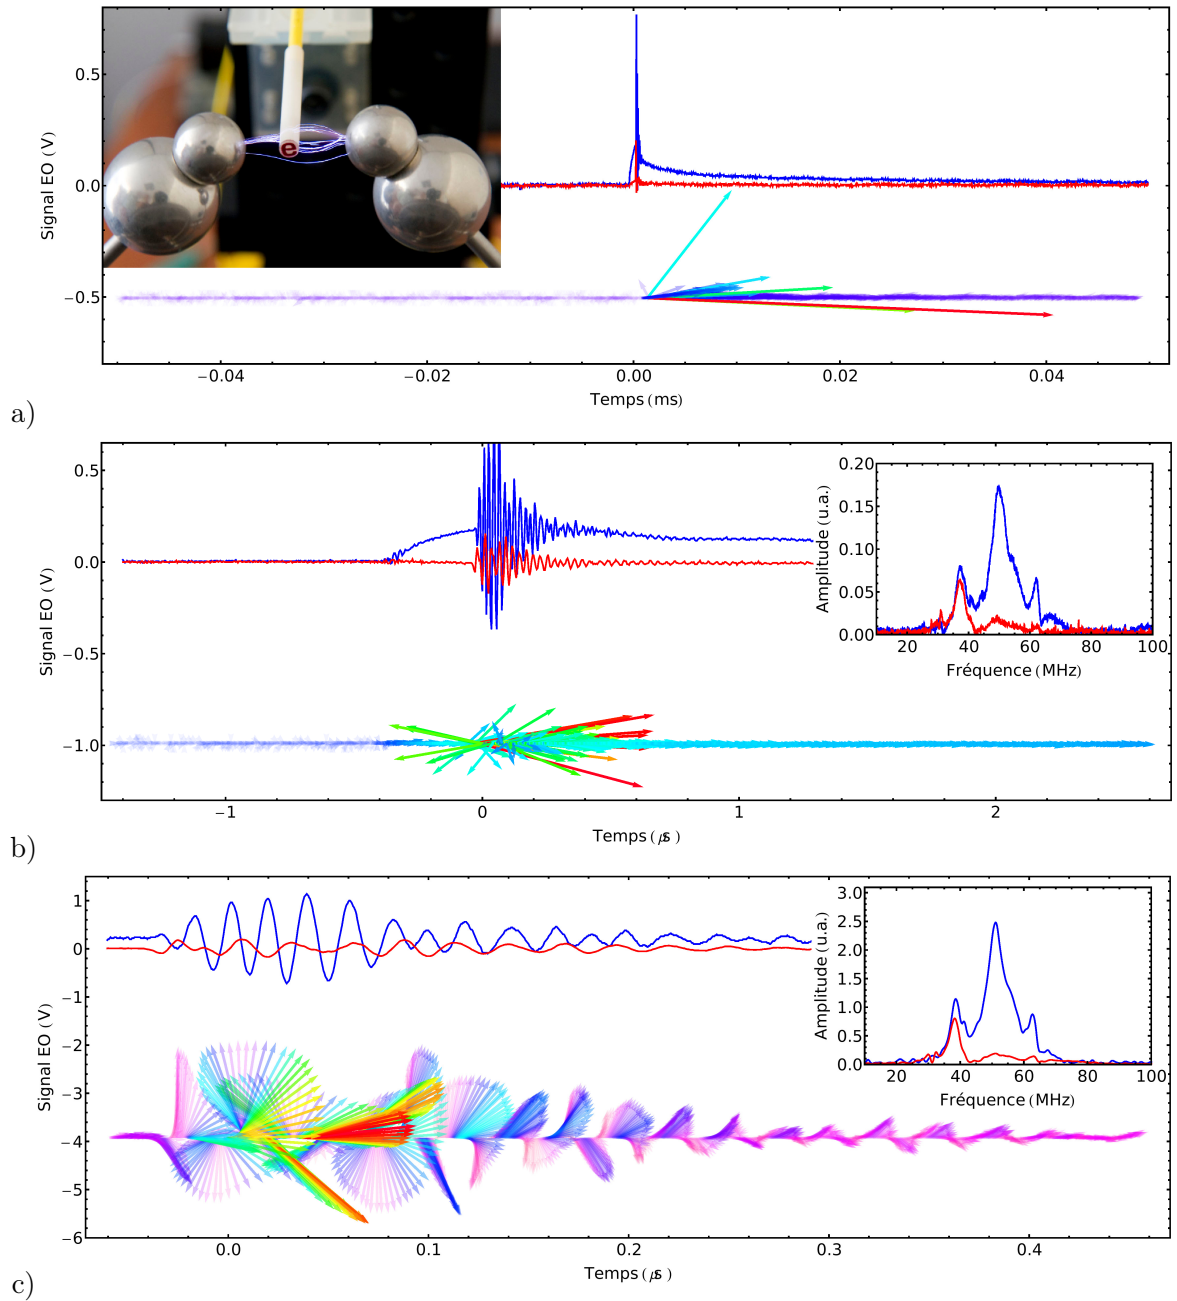 e
0.5
0.0
−0.5
Signal EO (V)
−0.04 −0.02 0.00 0.02 0.04
Temps (ms)
a)
0.5
0.0
−0.5
−1.0
Signal EO (V)
−1 0 1 2
Temps (µs)
0.20
0.15
0.10
0.05
0.00
Amplitude (u.a.)
20 40 60 80 100
Fréquence (MHz)
b)
1
0
−1
−2
−3
−4
−5
−6
Signal EO (V)
0.0 0.1 0.2 0.3 0.4
Temps (µs)
3.0
2.5
2.0
1.5
1.0
0.5
0.0
Amplitude (u.a.)
20 40 60 80 100
Fréquence (MHz)
c)